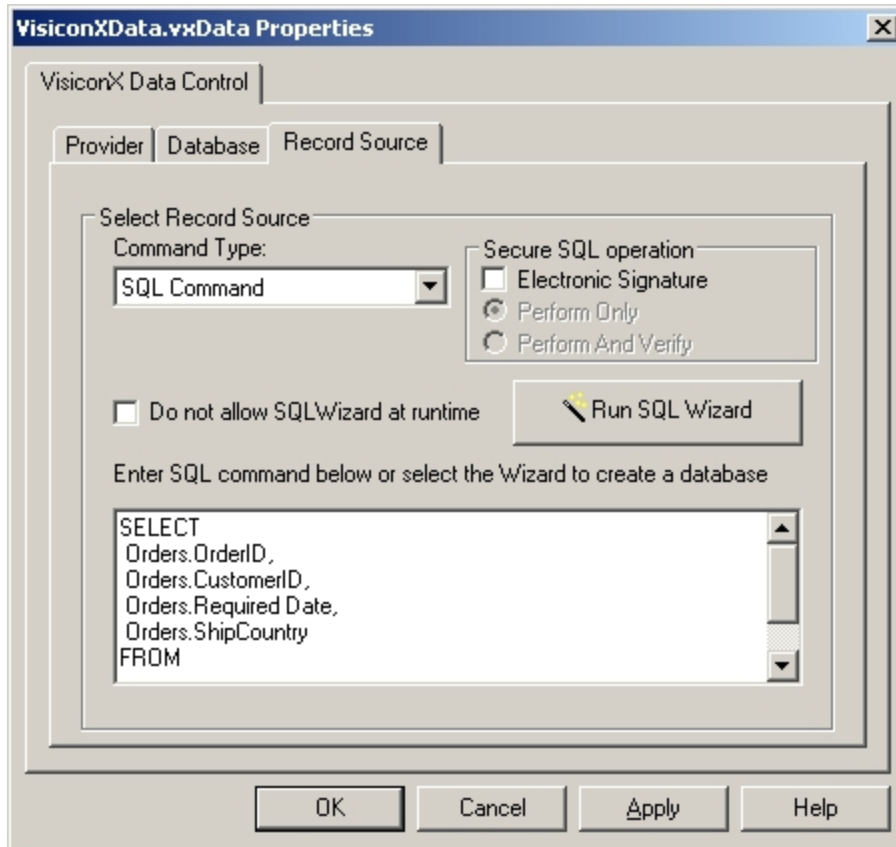 VisiconXData.vxData Properties
VisiconX Data Control
Provider Database Record Source
Select Record Source
Command Type:
SQL Command
Secure SQL operation
Electronic Signature
Perform Only
Perform And Verify
Do not allow SQLWizard at runtime
Run SQL Wizard
Enter SQL command below or select the Wizard to create a database
SELECT
Orders.OrderID,
Orders.CustomerID,
Orders.Required Date,
Orders.ShipCountry
FROM
OK Cancel Apply Help